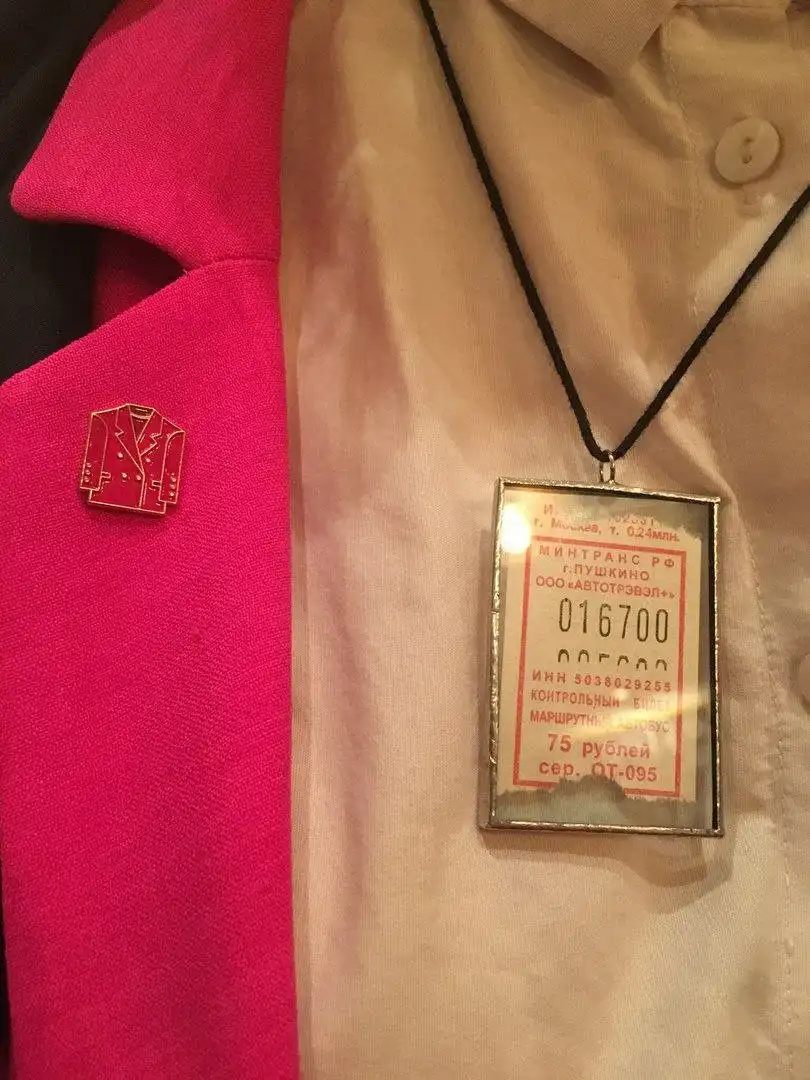 г. Москва, т. 0,24млн.
МИНТРАНС РФ
г.ПУШКИНО
ООО «АВТОТРЭВЭЛ+»
016700
ИНН 5038029255
КОНТРОЛЬНЫЙ БИЛЕТ
МАРШРУТНЫЙ АВТОБУС
75 рублей
сер. ОТ-095